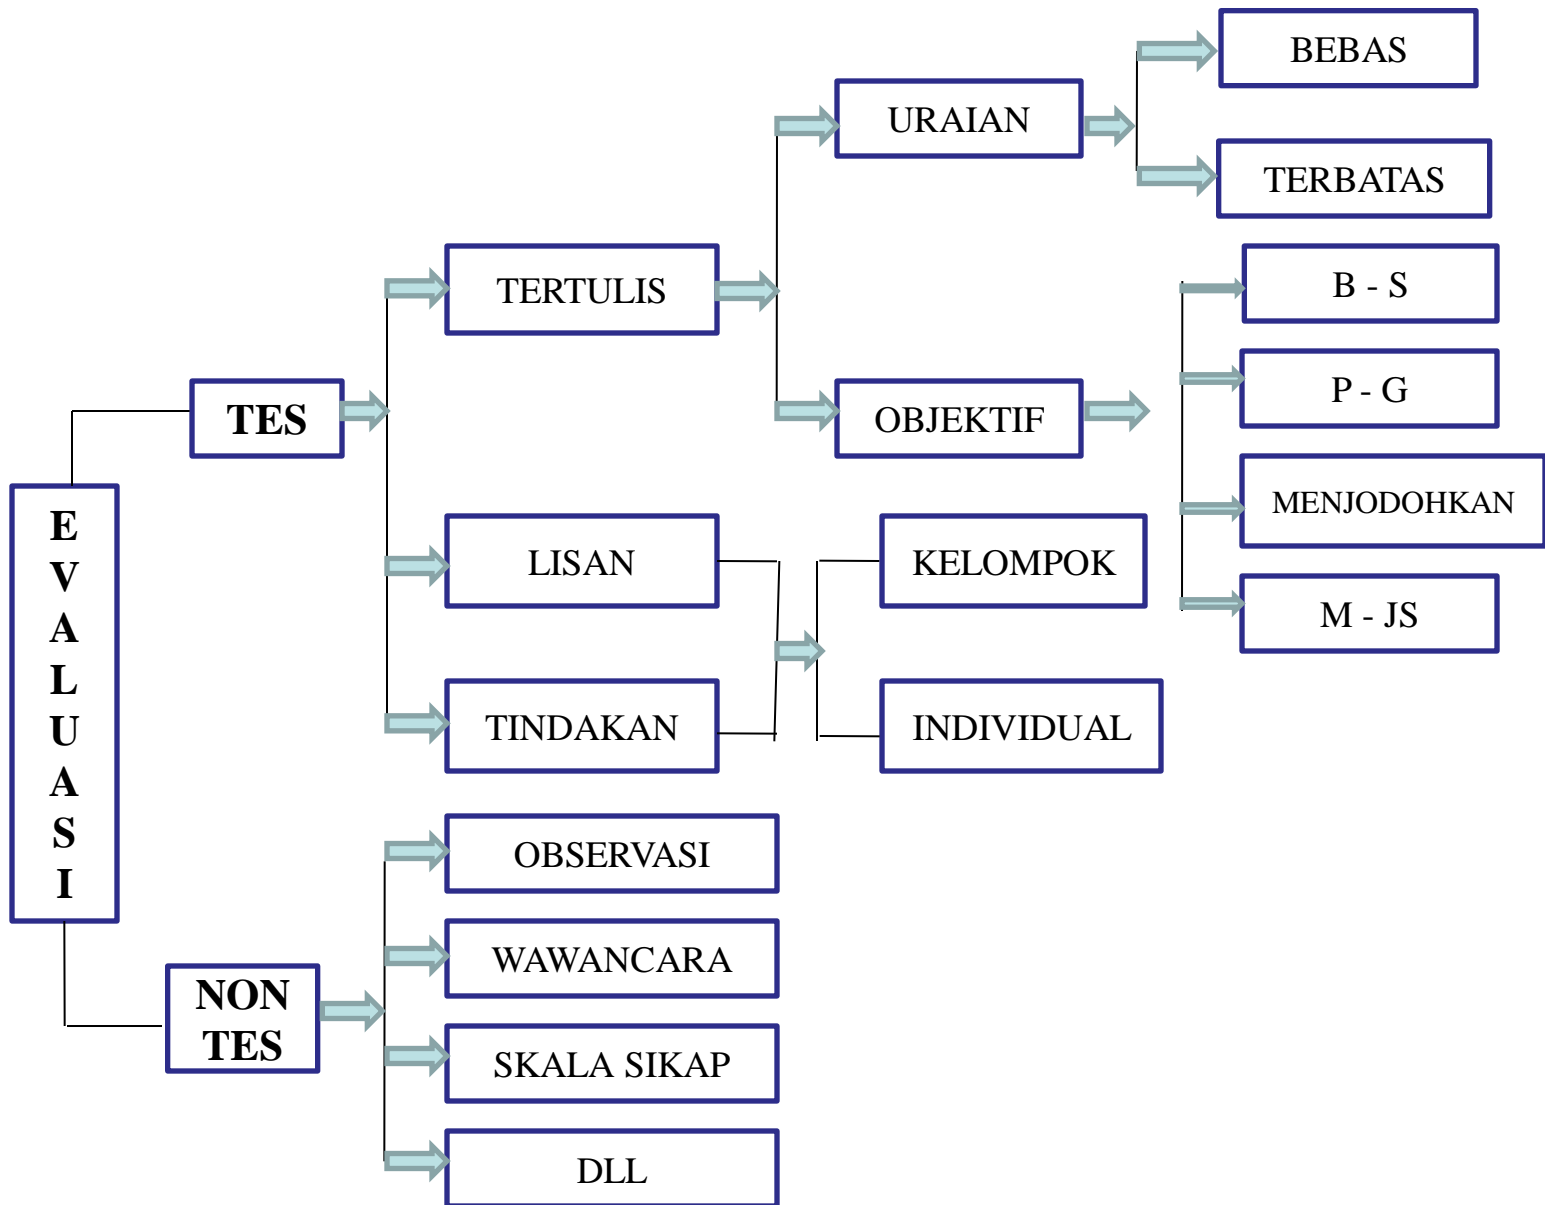 BEBAS
URAIAN
TERBATAS
TERTULIS
B - S
P - G
TES
OBJEKTIF
MENJODOHKAN
E
V
A
L
U
A
S
I
LISAN
KELOMPOK
M - JS
TINDAKAN
INDIVIDUAL
OBSERVASI
WAWANCARA
NON
TES
SKALA SIKAP
DLL